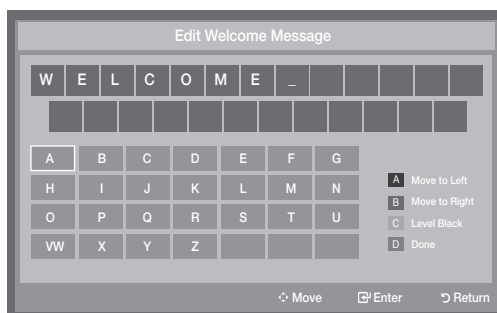 Edit Welcome Message
W E L C O M E _
A B C D E F G
H I J K L M N
O P Q R S T U
VW X Y Z
A Move to Left
B Move to Right
C Level Black
D Done
Move Enter Return